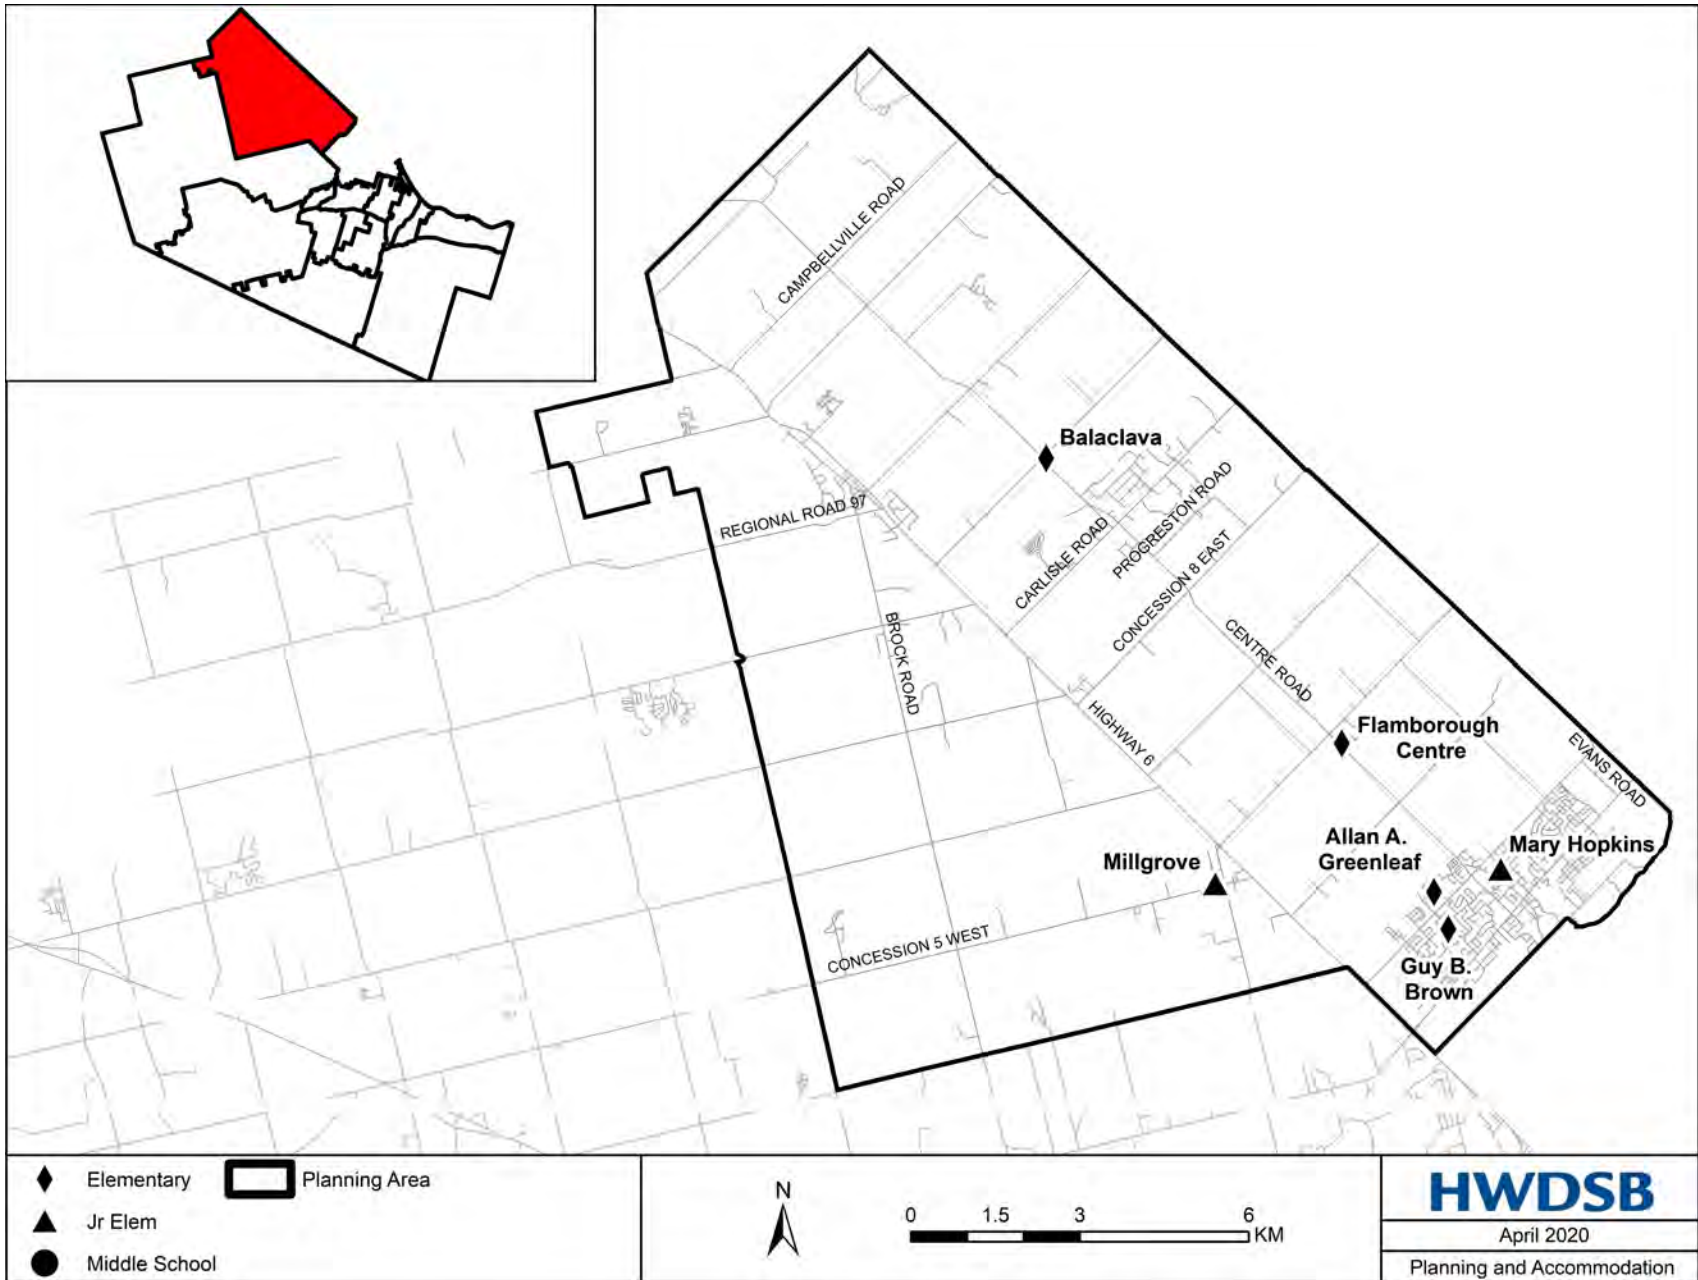 CAMPBELLVILLE ROAD
Balaclava
REGIONAL ROAD 97
CARLISLE ROAD
PROGRESTON ROAD
CONCESSION 8 EAST
BROCK ROAD
CENTRE ROAD
HIGHWAY 6
Flamborough
Centre
EVANS ROAD
Allan A.
Greenleaf
Mary Hopkins
Millgrove
CONCESSION 5 WEST
Guy B.
Brown
Elementary
Planning Area
Jr Elem
Middle School
N
0 1.5 3 6
KM
HWDSB
April 2020
Planning and Accommodation